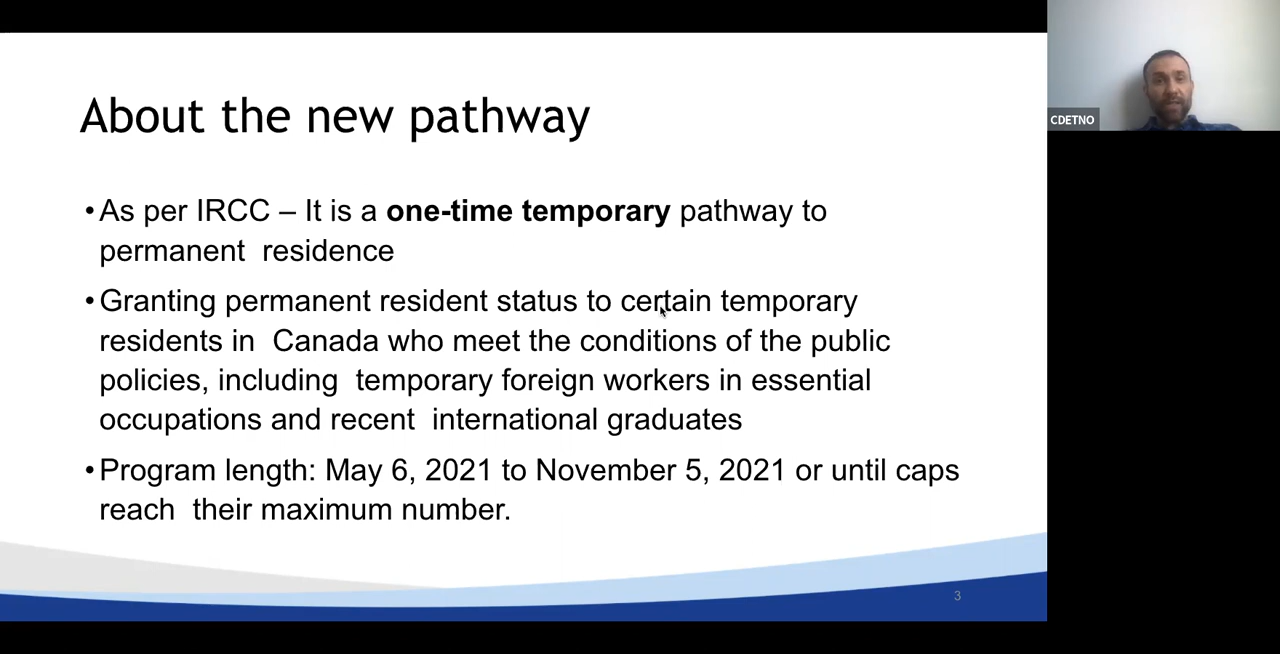 About the new pathway
•As per IRCC – It is a one-time temporary pathway to
permanent  residence
•Granting permanent resident status to certain temporary
residents in  Canada who meet the conditions of the public
policies, including  temporary foreign workers in essential
occupations and recent  international graduates
•Program length: May 6, 2021 to November 5, 2021 or until caps
reach  their maximum number.
3
CDETNO